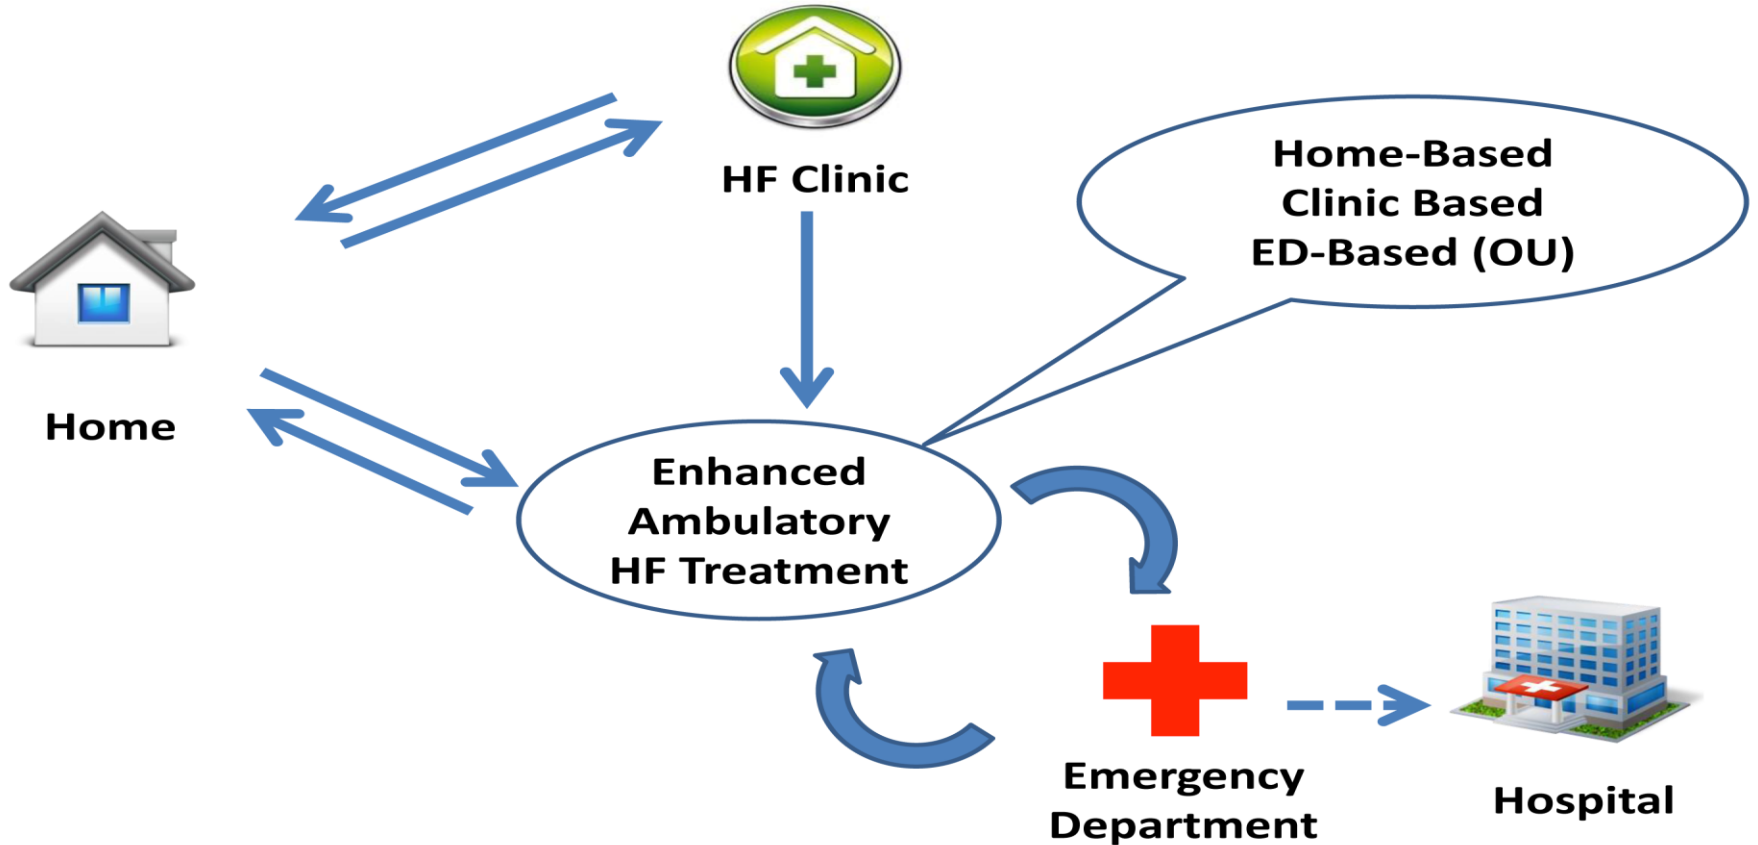 HF Clinic
Home-Based
Clinic Based
ED-Based (OU)
Home
Enhanced
Ambulatory
HF Treatment
Emergency
Department
Hospital